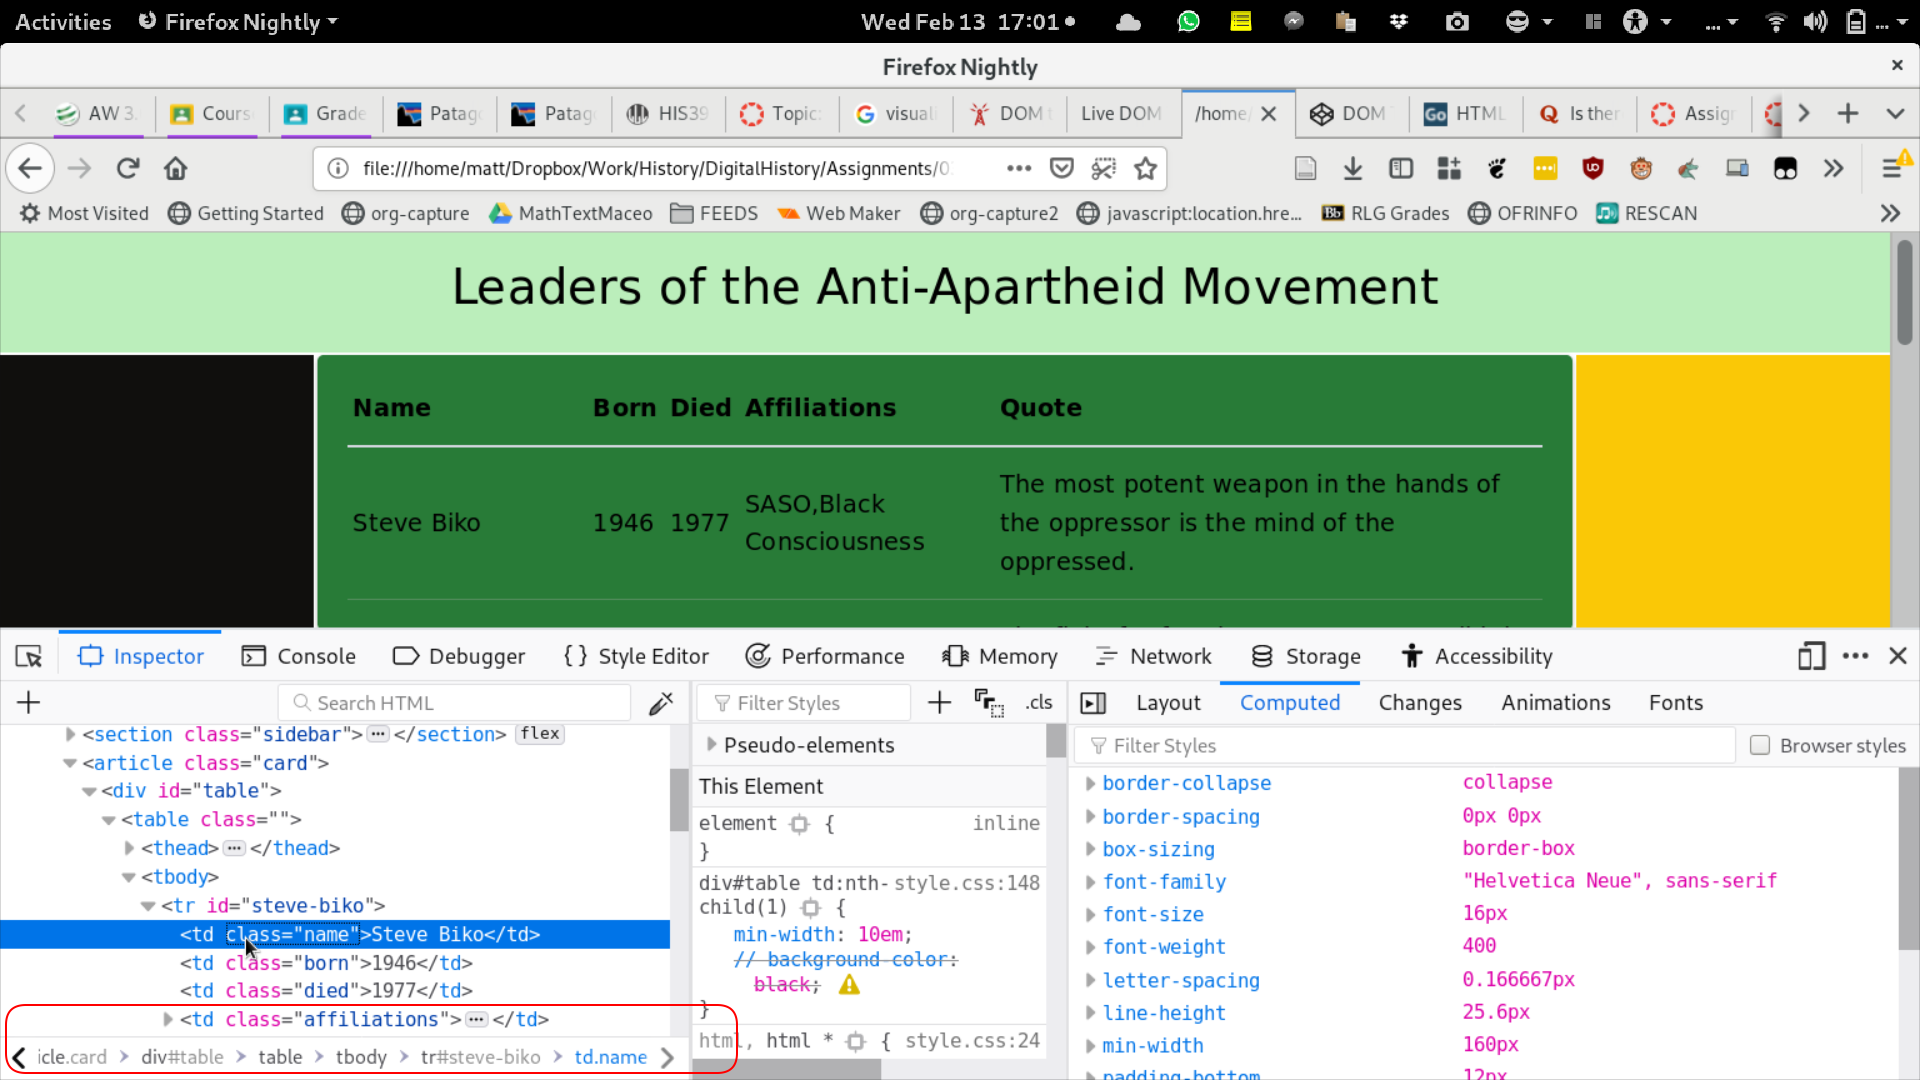 Activities Firefox Nightly Wed Feb 13 17:01 ... ...
Firefox Nightly
AW 3. Cours Grade Patag Patag HIS39 Topic: visual DOM t Live DOM /home/ DOM Go HTML Is ther Assig
file:///home/matt/Dropbox/Work/History/DigitalHistory/Assignments/0
Most Visited Getting Started org-capture MathTextMaceo FEEDS Web Maker org-capture2 javascript:location.hre... Bb RLG Grades OFRINFO RESCAN
Leaders of the Anti-Apartheid Movement
Name Born Died Affiliations Quote
Steve Biko 1946 1977 SASO,Black Consciousness
The most potent weapon in the hands of
the oppressor is the mind of the
oppressed.
Inspector Console Debugger {} Style Editor Performance Memory Network Storage Accessibility
Search HTML
<section class="sidebar">...</section> flex
<article class="card">
<div id="table">
<table class="">
<thead>...</thead>
<tbody>
<tr id="steve-biko">
<td class="name">Steve Biko</td>
<td class="born">1946</td>
<td class="died">1977</td>
<td class="affiliations">...</td>
icle.card > div#table > table > tbody > tr#steve-biko > td.name
Filter Styles + .cls
Pseudo-elements
This Element
element { inline
}
div#table td:nth- style.css:148
child(1) {
min-width: 10em;
// background-color:
black;
}
html, html * { style.css:24
Layout Computed Changes Animations Fonts
Filter Styles Browser styles
border-collapse collapse
border-spacing 0px 0px
box-sizing border-box
font-family "Helvetica Neue", sans-serif
font-size 16px
font-weight 400
letter-spacing 0.166667px
line-height 25.6px
min-width 160px
padding-bottom 12px